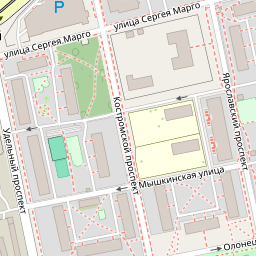 P
улица Сергея Марго
улица Сергея Марго
Ярославский проспект
Костромской проспект
Удельный проспект
Мышкинская улица
Олонец